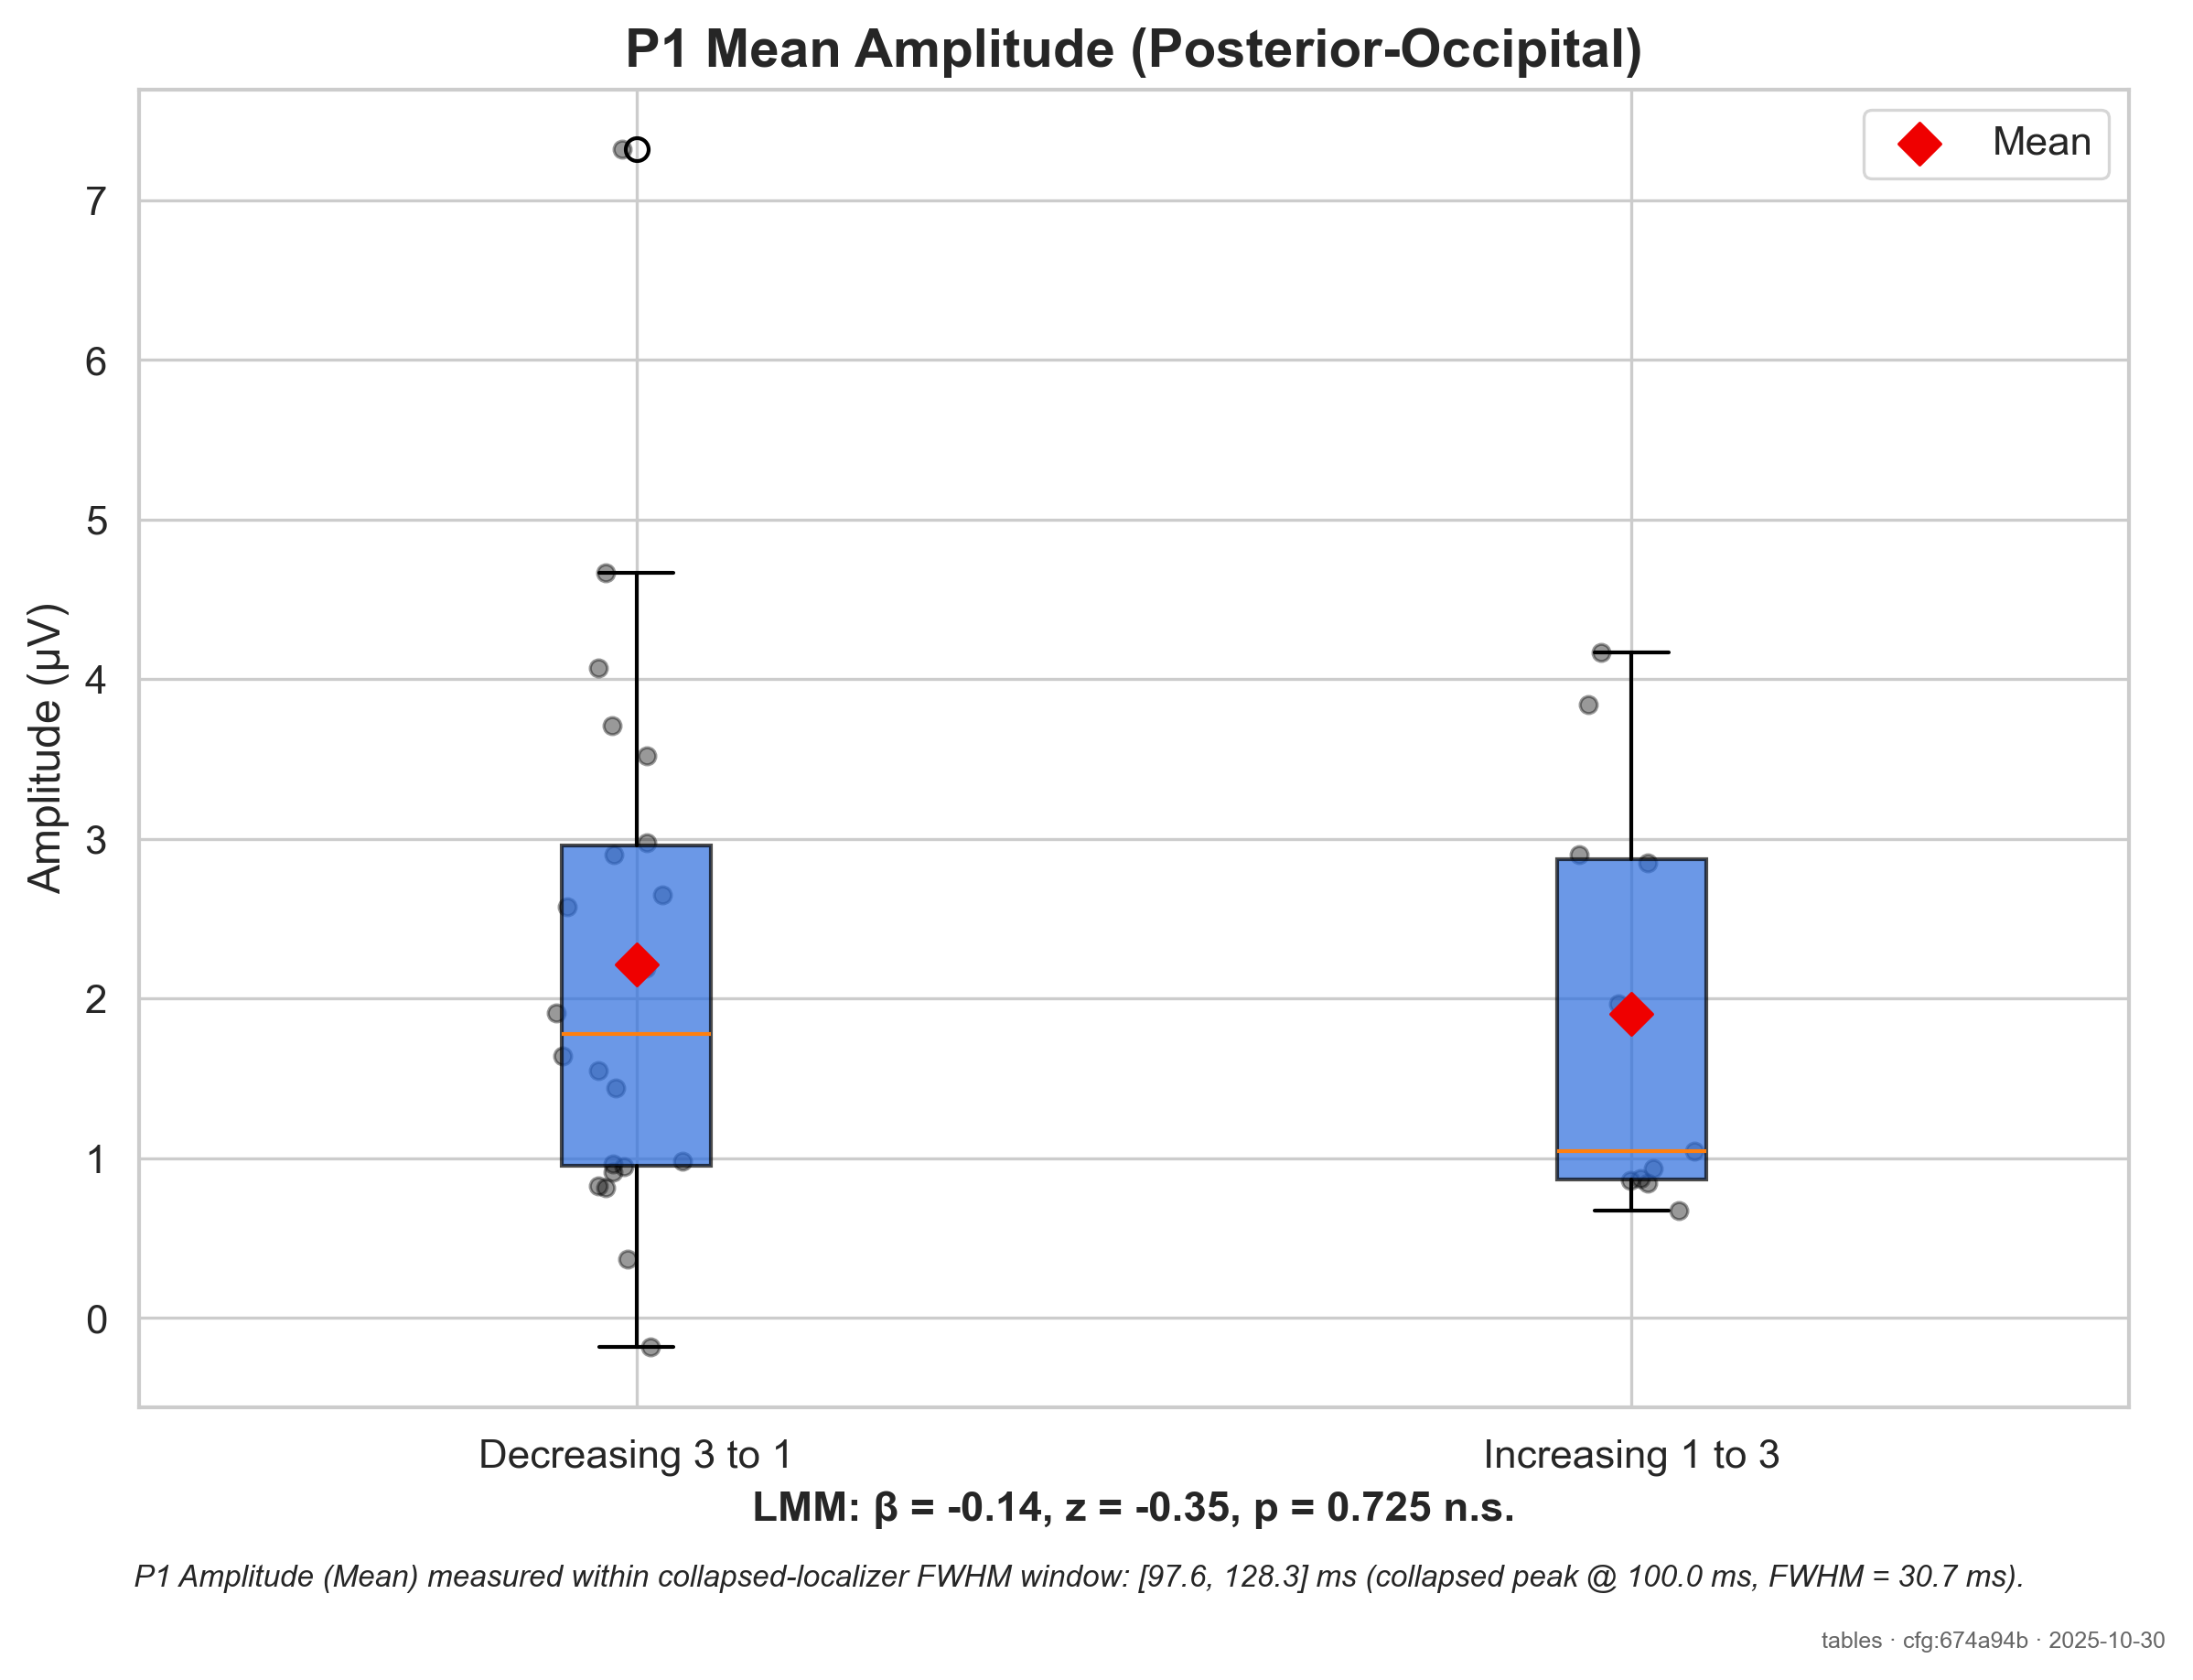 P1 Mean Amplitude (Posterior-Occipital)
Mean
7
6
5
4
3
2
1
0
Amplitude (μV)
Decreasing 3 to 1
Increasing 1 to 3
LMM: β = -0.14, z = -0.35, p = 0.725 n.s.
P1 Amplitude (Mean) measured within collapsed-localizer FWHM window: [97.6, 128.3] ms (collapsed peak @ 100.0 ms, FWHM = 30.7 ms).
tables · cfg:674a94b · 2025-10-30